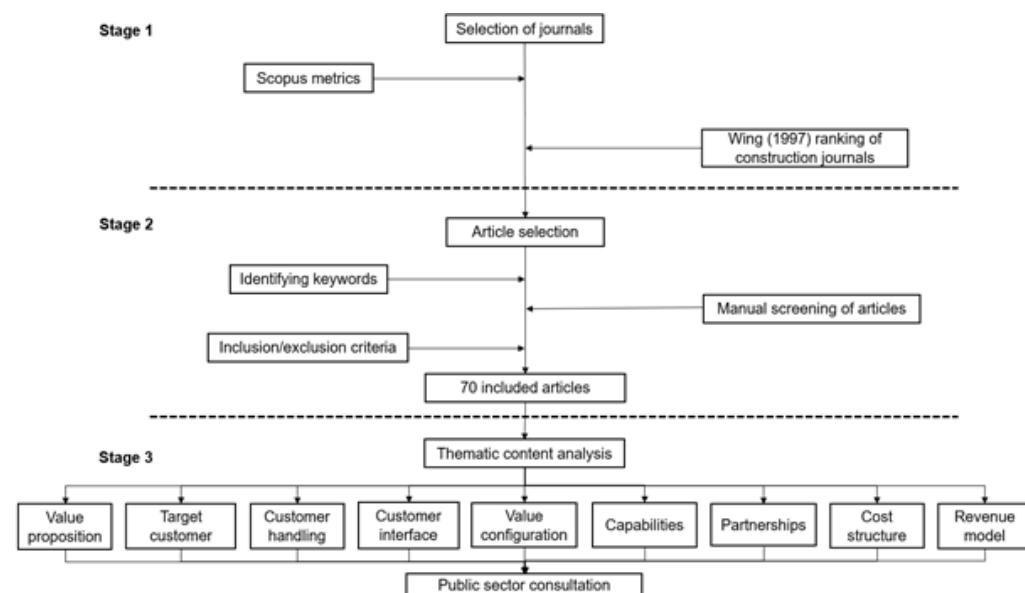 Stage 1
Selection of journals
Scopus metrics
Wing (1997) ranking of
construction journals
Stage 2
Article selection
Identifying keywords
Manual screening of articles
Inclusion/exclusion criteria
70 included articles
Stage 3
Thematic content analysis
Value
proposition
Target
customer
Customer
handling
Customer
interface
Value
configuration
Capabilities
Partnerships
Cost
structure
Revenue
model
Public sector consultation